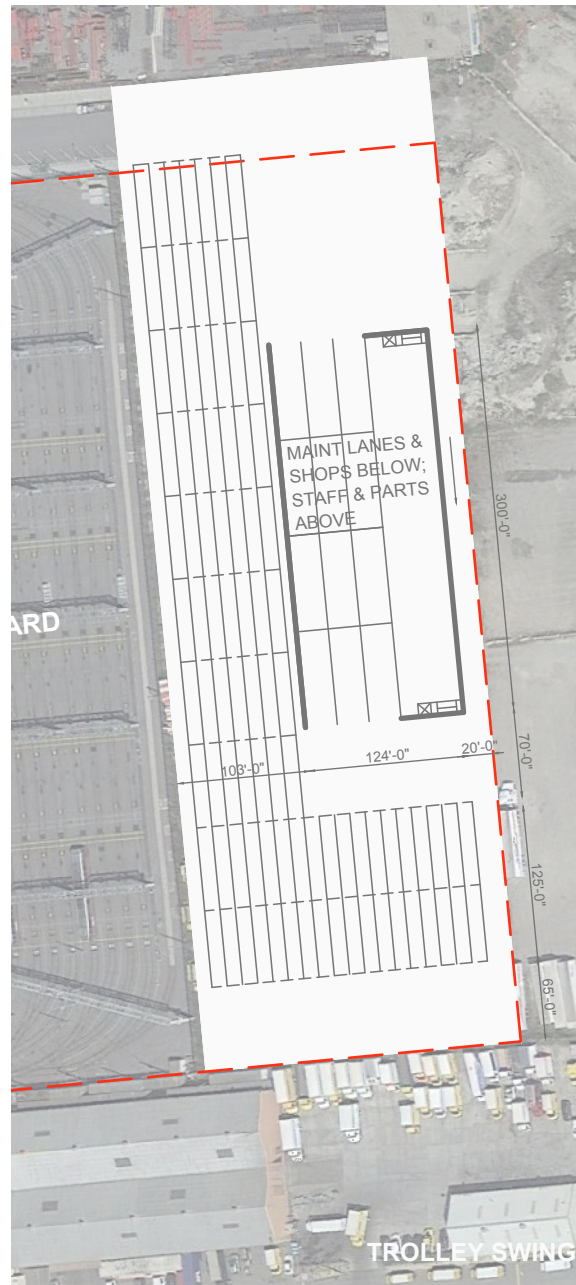 MAINT LANES &
SHOPS BELOW;
STAFF & PARTS
ABOVE
300'-0"
ARD
103'-0"
124'-0"
20'-0"
70'-0"
125'-0"
65'-0"
TROLLEY SWING